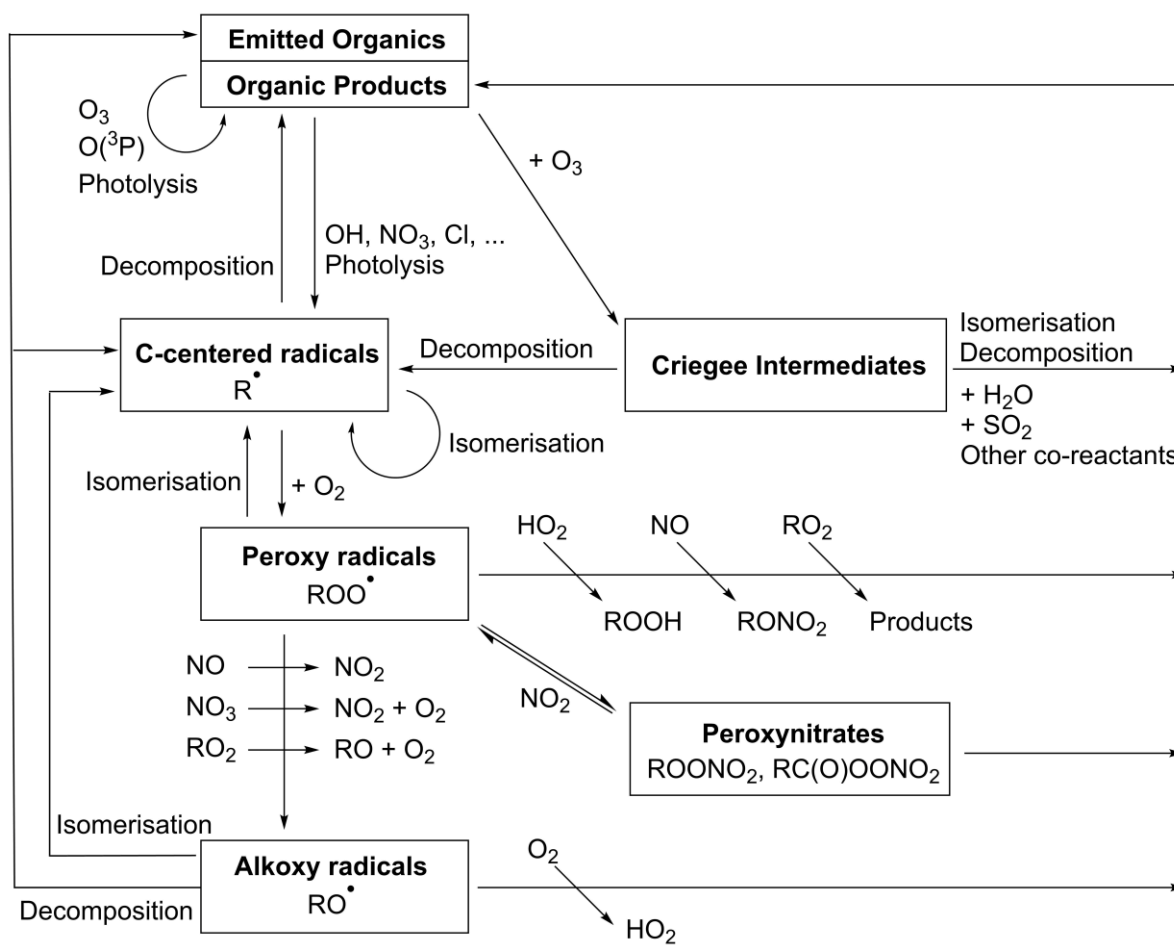 Emitted Organics
Organic Products
O₃
O(³P)
Photolysis
+ O₃
OH, NO₃, Cl, ...
Photolysis
Decomposition
C-centered radicals
R•
Decomposition
Criegee Intermediates
Isomerisation
Decomposition
+ H₂O
+ SO₂
Other co-reactants
Isomerisation
Isomerisation
+ O₂
Peroxy radicals
ROO•
HO₂
NO
RO₂
ROOH
RONO₂
Products
NO
NO₂
NO₃
NO₂ + O₂
RO₂
RO + O₂
NO₂
Peroxynitrates
ROONO₂, RC(O)OONO₂
Isomerisation
Alkoxy radicals
RO•
Decomposition
O₂
HO₂